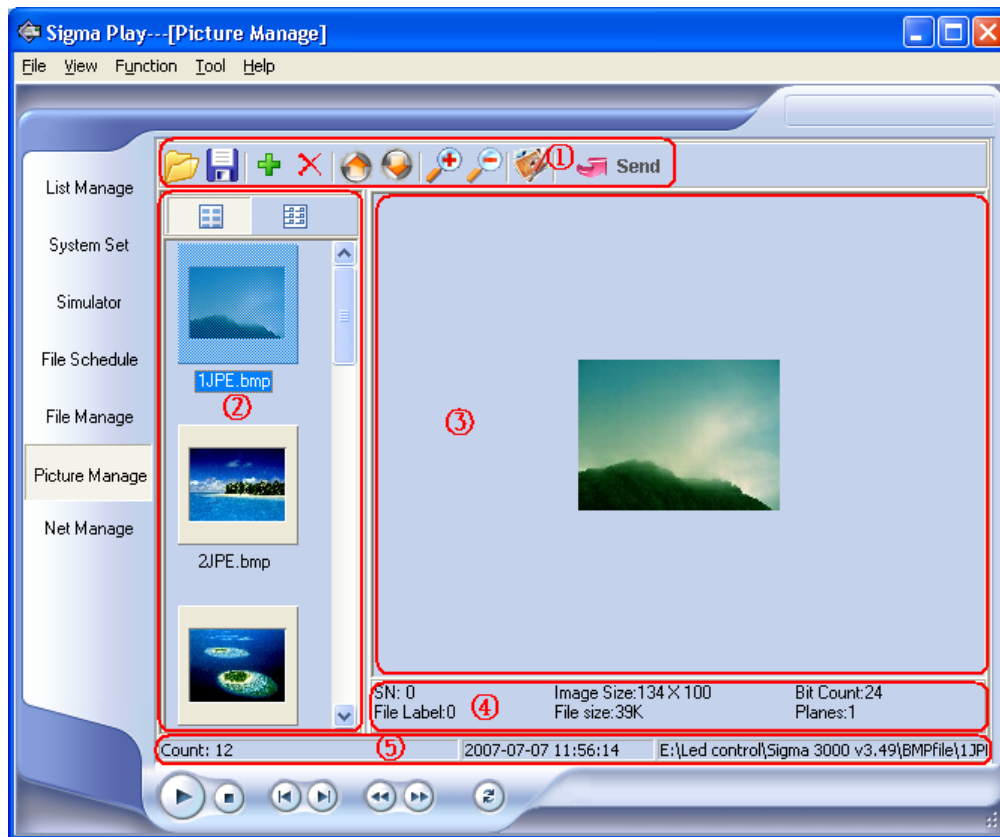 Sigma Play---[Picture Manage]
File View Function Tool Help
① Send
List Manage
System Set
Simulator
File Schedule
File Manage
Picture Manage
Net Manage
1JPE.bmp
②
2JPE.bmp
③
SN: 0 Image Size:134 X 100 Bit Count:24
File Label:0 ④ File size:39K Planes:1
Count: 12 ⑤ 2007-07-07 11:56:14 E:\Led control\Sigma 3000 v3.49\BMPfile\1JP